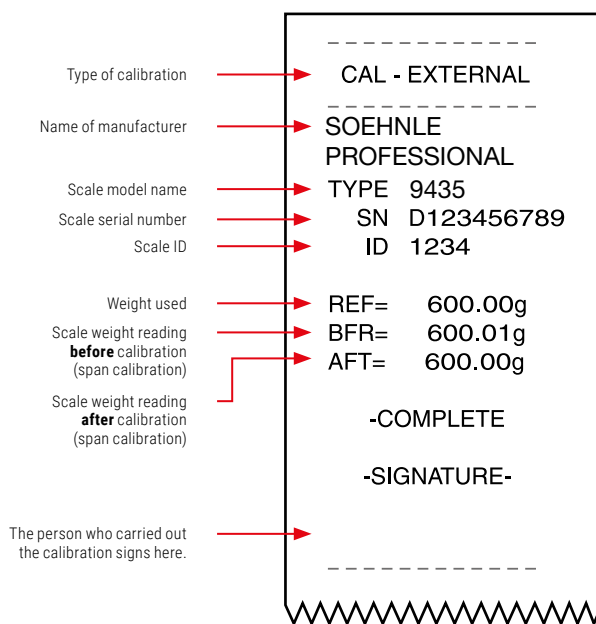 Type of calibration
CAL - EXTERNAL
Name of manufacturer
SOEHNLE
PROFESSIONAL
Scale model name
TYPE 9435
Scale serial number
SN D123456789
Scale ID
ID 1234
Weight used
REF= 600.00g
Scale weight reading
before calibration
(span calibration)
BFR= 600.01g
Scale weight reading
after calibration
(span calibration)
AFT= 600.00g
-COMPLETE
-SIGNATURE-
The person who carried out
the calibration signs here.